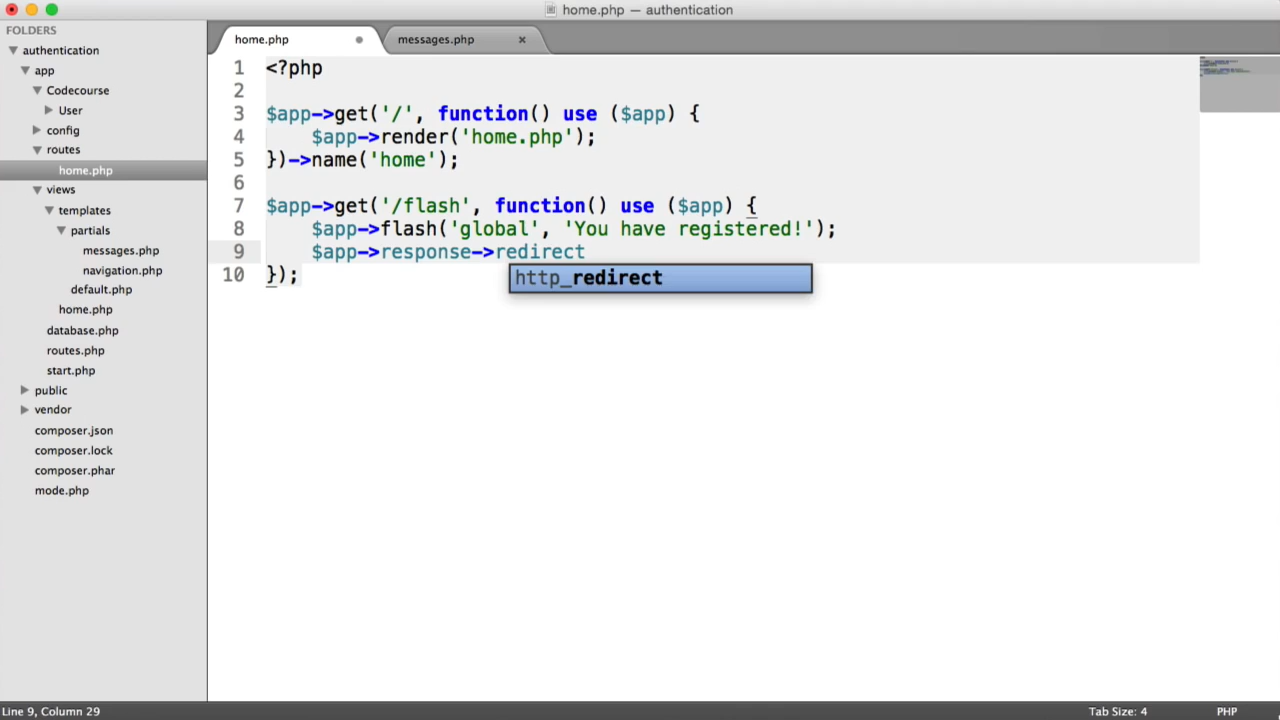 home.php — authentication
FOLDERS
authentication
app
Codecourse
User
config
routes
home.php
views
templates
partials
messages.php
navigation.php
default.php
home.php
database.php
routes.php
start.php
public
vendor
composer.json
composer.lock
composer.phar
mode.php
home.php
messages.php
1 <?php
2
3 $app->get('/', function() use ($app) {
4     $app->render('home.php');
5 })->name('home');
6
7 $app->get('/flash', function() use ($app) {
8     $app->flash('global', 'You have registered!');
9     $app->response->redirect
http_redirect
10 });
Line 9, Column 29
Tab Size: 4
PHP